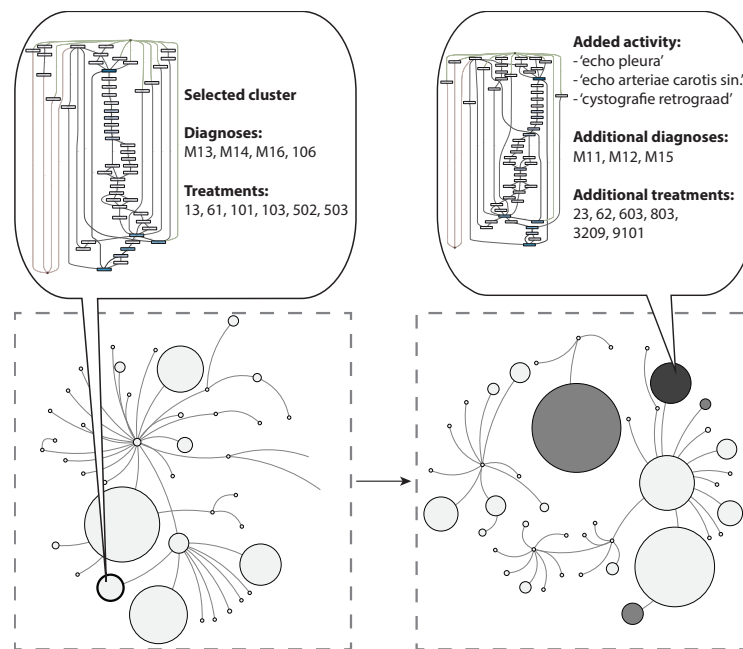 Selected cluster
Diagnoses:
M13, M14, M16, 106
Treatments:
13, 61, 101, 103, 502, 503
Added activity:
-‘echo pleura’
-‘echo arteriae carotis sin.’
-‘cystografie retrograad’
Additional diagnoses:
M11, M12, M15
Additional treatments:
23, 62, 603, 803,
3209, 9101